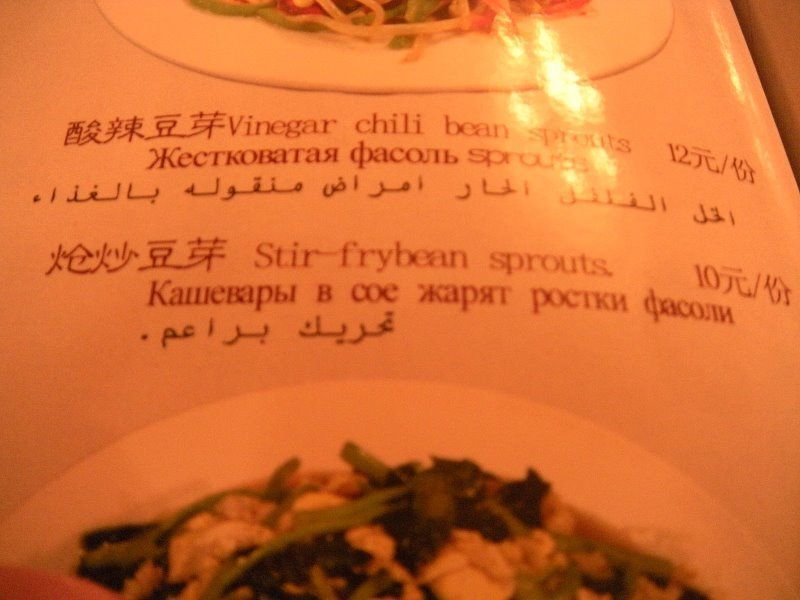 酸辣豆芽Vinegar chili bean sprouts 12元/份
Жестковатая фасоль sprouts
الخل الفلفل الحار امراض منقوله بالغذاء
炝炒豆芽 Stir-frybean sprouts. 10元/份
Кашевары в сое жарят ростки фасоли
تحريك براعم.